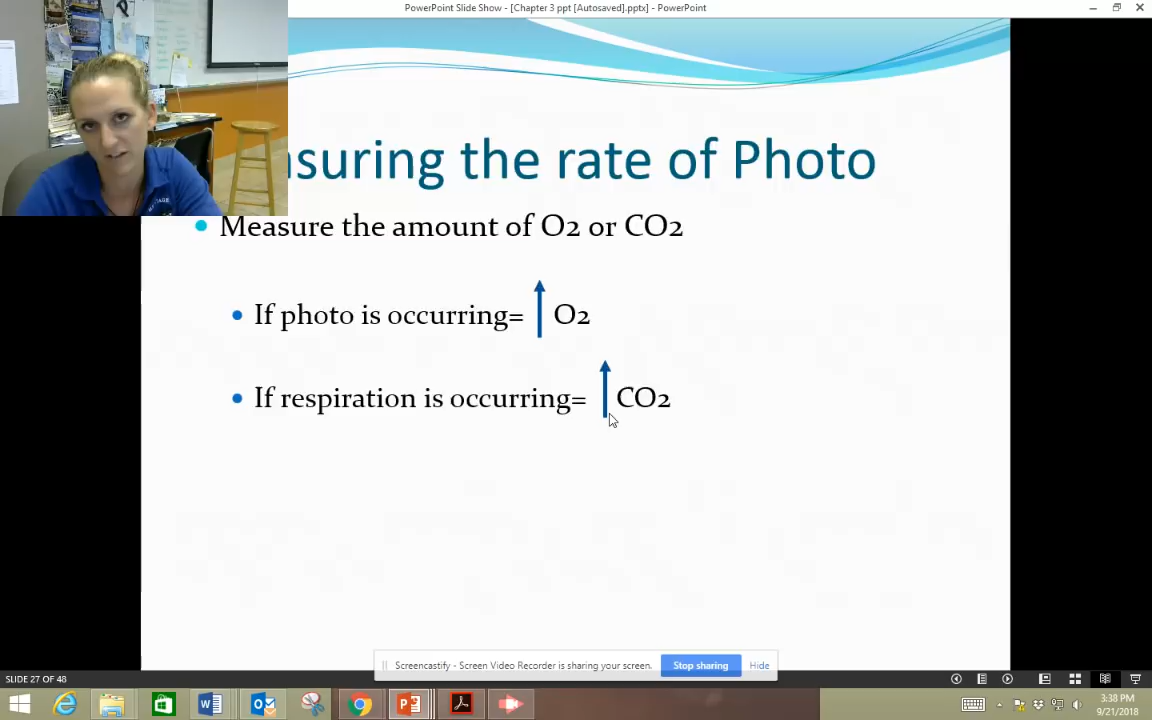 PowerPoint Slide Show - [Chapter 3 ppt [Autosaved].pptx] - PowerPoint
suring the rate of Photo
Measure the amount of O2 or CO2
If photo is occurring= O2
If respiration is occurring= CO2
Screencastify - Screen Video Recorder is sharing your screen. Stop sharing Hide
SLIDE 27 OF 48
3:38 PM
9/21/2018